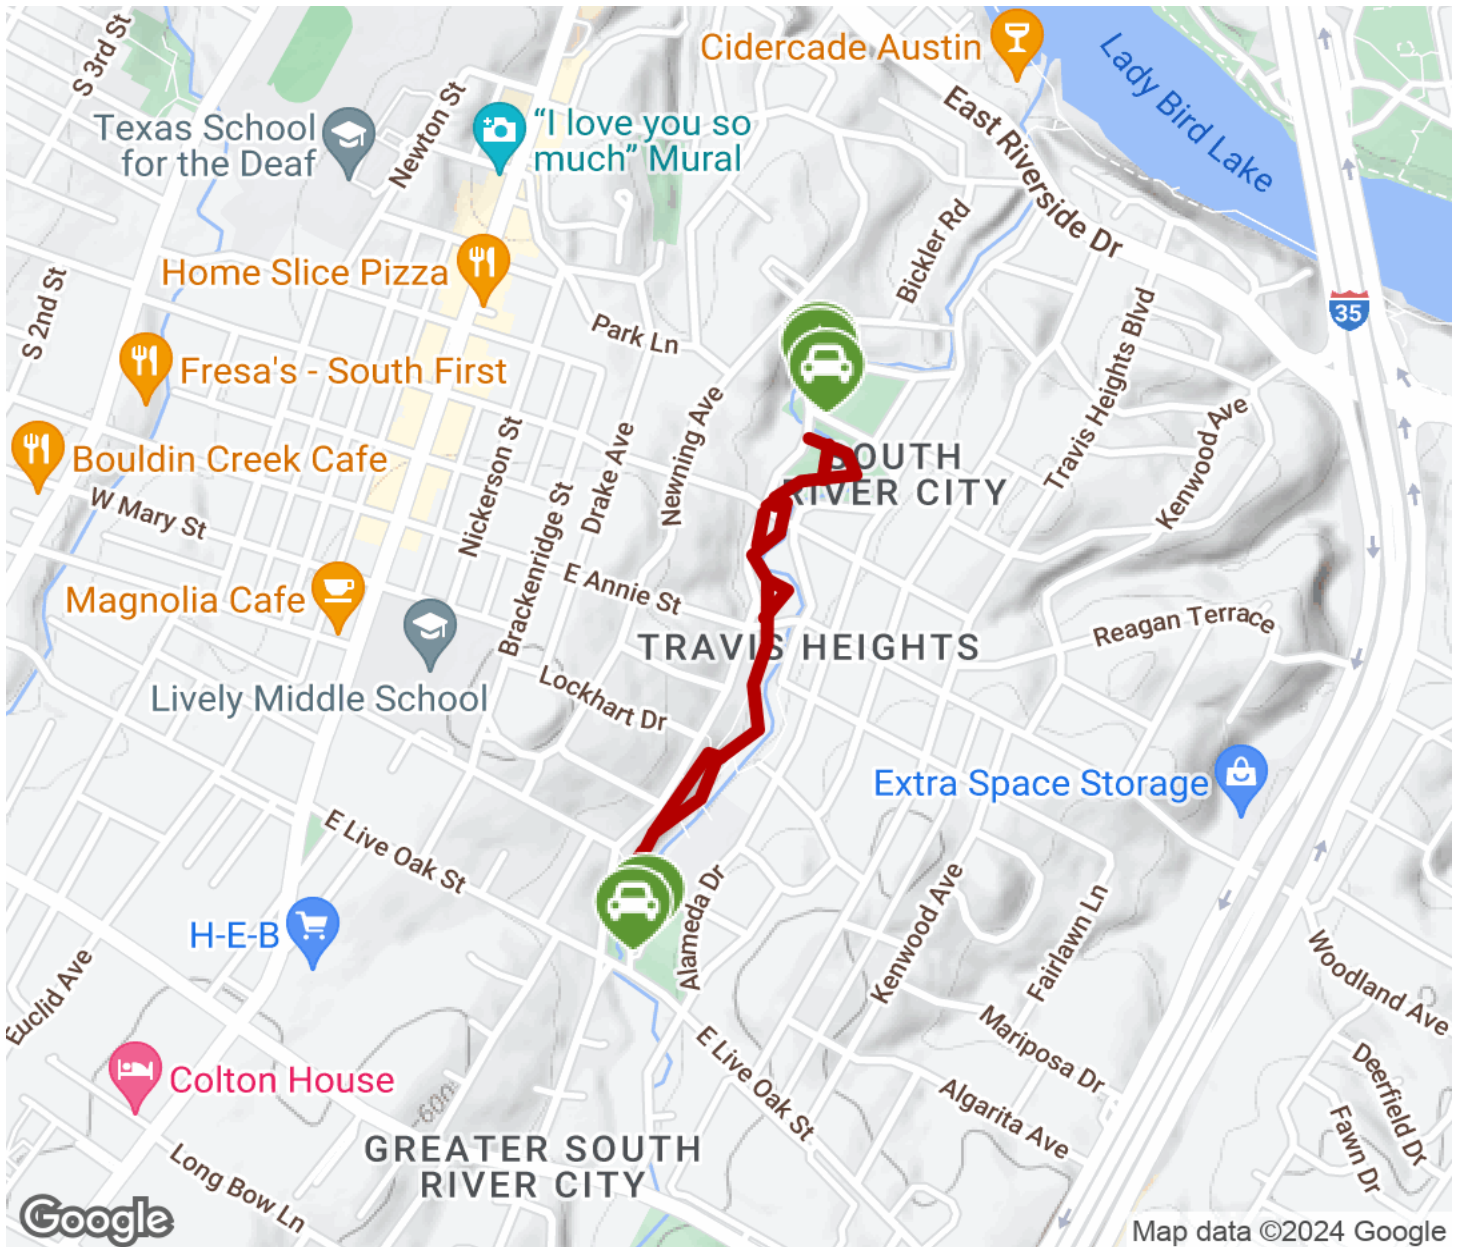 S 3rd St
Texas School
for the Deaf
Newton St
"I love you so
much" Mural
Cidercade Austin
East Riverside Dr
Lady Bird Lake
Home Slice Pizza
S 2nd St
Bickler Rd
Park Ln
Travis Heights Blvd
35
Fresa's - South First
Bouldin Creek Cafe
W Mary St
Nickerson St
Drake Ave
Newning Ave
Kenwood Ave
SOUTH
RIVER CITY
Brackenridge St
E Annie St
Magnolia Cafe
TRAVIS HEIGHTS
Reagan Terrace
Lively Middle School
Lockhart Dr
Extra Space Storage
E Live Oak St
Alameda Dr
Kenwood Ave
Fairlawn Ln
H-E-B
Euclid Ave
Woodland Ave
Mariposa Dr
E Live Oak St
Algarita Ave
Deerfield Dr
Fawn Dr
Colton House
600
GREATER SOUTH
RIVER CITY
Long Bow Ln
Google
Map data ©2024 Google